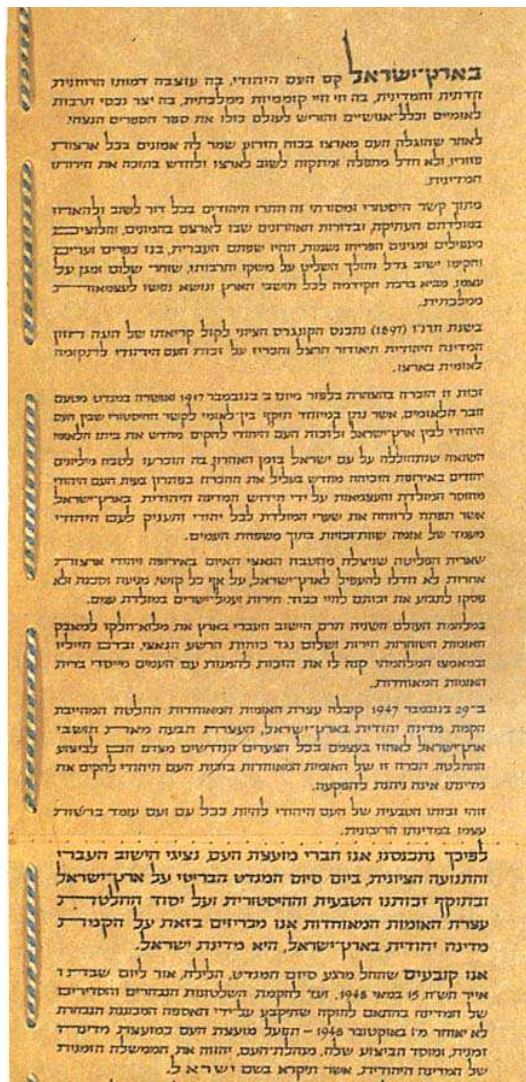 בארץ־ישראל קם העם היהודי, בה עוצבה דמותו הרוחנית,
הדתית והמדינית, בה חי חיי קוממיות ממלכתית, בה יצר נכסי תרבות
לאומיים וכלל־אנושיים והוריש לעולם כולו את ספר הספרים הנצחי.
לאחר שהוגלה העם מארצו בכוח הזרוע שמר לה אמונים בכל ארצות
פזוריו, ולא חדל מתפלה ומתקוה לשוב לארצו ולחדש בתוכה את חירותו
המדינית.
מתוך קשר היסטורי ומסורתי זה חתרו היהודים בכל דור לשוב ולהאחז
במולדתם העתיקה, ובדורות האחרונים שבו לארצם בהמונים, וחלוצים
מעפילים ומגינים הפריחו נשמות, החיו שפתם העברית, בנו כפרים וערים
והקימו ישוב גדל והולך השליט על משקו ותרבותו, שוחר שלום ומגן על
עצמו, מביא ברכת הקידמה לכל תושבי הארץ ונושא נפשו לעצמאות
ממלכתית.
בשנת תרנ״ז (1897) נתכנס הקונגרס הציוני לקול קריאתו של הוגה חזון
המדינה היהודית תיאודור הרצל והכריז על זכות העם היהודי לתקומה
לאומית בארצו.
זכות זו הוכרה בהצהרת בלפור מיום ב׳ בנובמבר 1917 ואושרה במנדט מטעם
חבר הלאומים, אשר נתן במיוחד תוקף בין־לאומי לקשר ההיסטורי שבין העם
היהודי לבין ארץ־ישראל ולזכות העם היהודי להקים מחדש את ביתו הלאומי.
השואה שנתחוללה על עם ישראל בזמן האחרון, בה הוכרעו לטבח מיליונים
יהודים באירופה, הוכיחה מחדש בעליל את ההכרח בפתרון בעית העם היהודי
מחוסר המולדת והעצמאות על־ידי חידוש המדינה היהודית בארץ־ישראל,
אשר תפתח לרווחה את שערי המולדת לכל יהודי ותעניק לעם היהודי
מעמד של אומה שוות־זכויות בתוך משפחת העמים.
שארית הפליטה שניצלה מהטבח הנאצי האיום באירופה ויהודי ארצות
אחרות לא חדלו להעפיל לארץ־ישראל, על אף כל קושי, מניעה וסכנה ולא
פסקו לתבוע את זכותם לחיי כבוד, חירות ועמל־ישרים במולדת עמם.
במלחמת העולם השניה תרם הישוב העברי בארץ את מלוא־חלקו למאבק
האומות השוחרות חירות ושלום נגד כוחות הרשע הנאצי, ובדם חייליו
ובמאמצו המלחמתי קנה לו את הזכות להמנות עם העמים מייסדי ברית
האומות המאוחדות.
ב־29 בנובמבר 1947 קיבלה עצרת האומות המאוחדות החלטה המחייבת
הקמת מדינה יהודית בארץ־ישראל, העצרת תבעה מאת תושבי
ארץ־ישראל לאחוז בעצמם בכל הצעדים הנדרשים מצדם הם לביצוע
ההחלטה. הכרה זו של האומות המאוחדות בזכות העם היהודי להקים את
מדינתו אינה ניתנת להפקעה.
זוהי זכותו הטבעית של העם היהודי להיות ככל עם ועם עומד ברשות
עצמו במדינתו הריבונית.
לפיכך נתכנסנו, אנו חברי מועצת העם, נציגי הישוב העברי
והתנועה הציונית, ביום סיום המנדט הבריטי על ארץ־ישראל
ובתוקף זכותנו הטבעית וההיסטורית ועל יסוד החלטת
עצרת האומות המאוחדות אנו מכריזים בזאת על הקמת
מדינה יהודית בארץ־ישראל, היא מדינת ישראל.
אנו קובעים שהחל מרגע סיום המנדט, הלילה, אור ליום שבת ו׳
אייר תש״ח 15 במאי 1948, ועד להקמת השלטונות הנבחרים והסדירים
של המדינה בהתאם לחוקה שתיקבע על־ידי האספה המכוננת הנבחרת
לא יאוחר מ־1 באוקטובר 1948 – תפעל מועצת העם כמועצת מדינה
זמנית, ומוסד הביצוע שלה, מנהלת־העם, יהווה את הממשלה הזמנית
של המדינה היהודית, אשר תיקרא בשם ישראל.